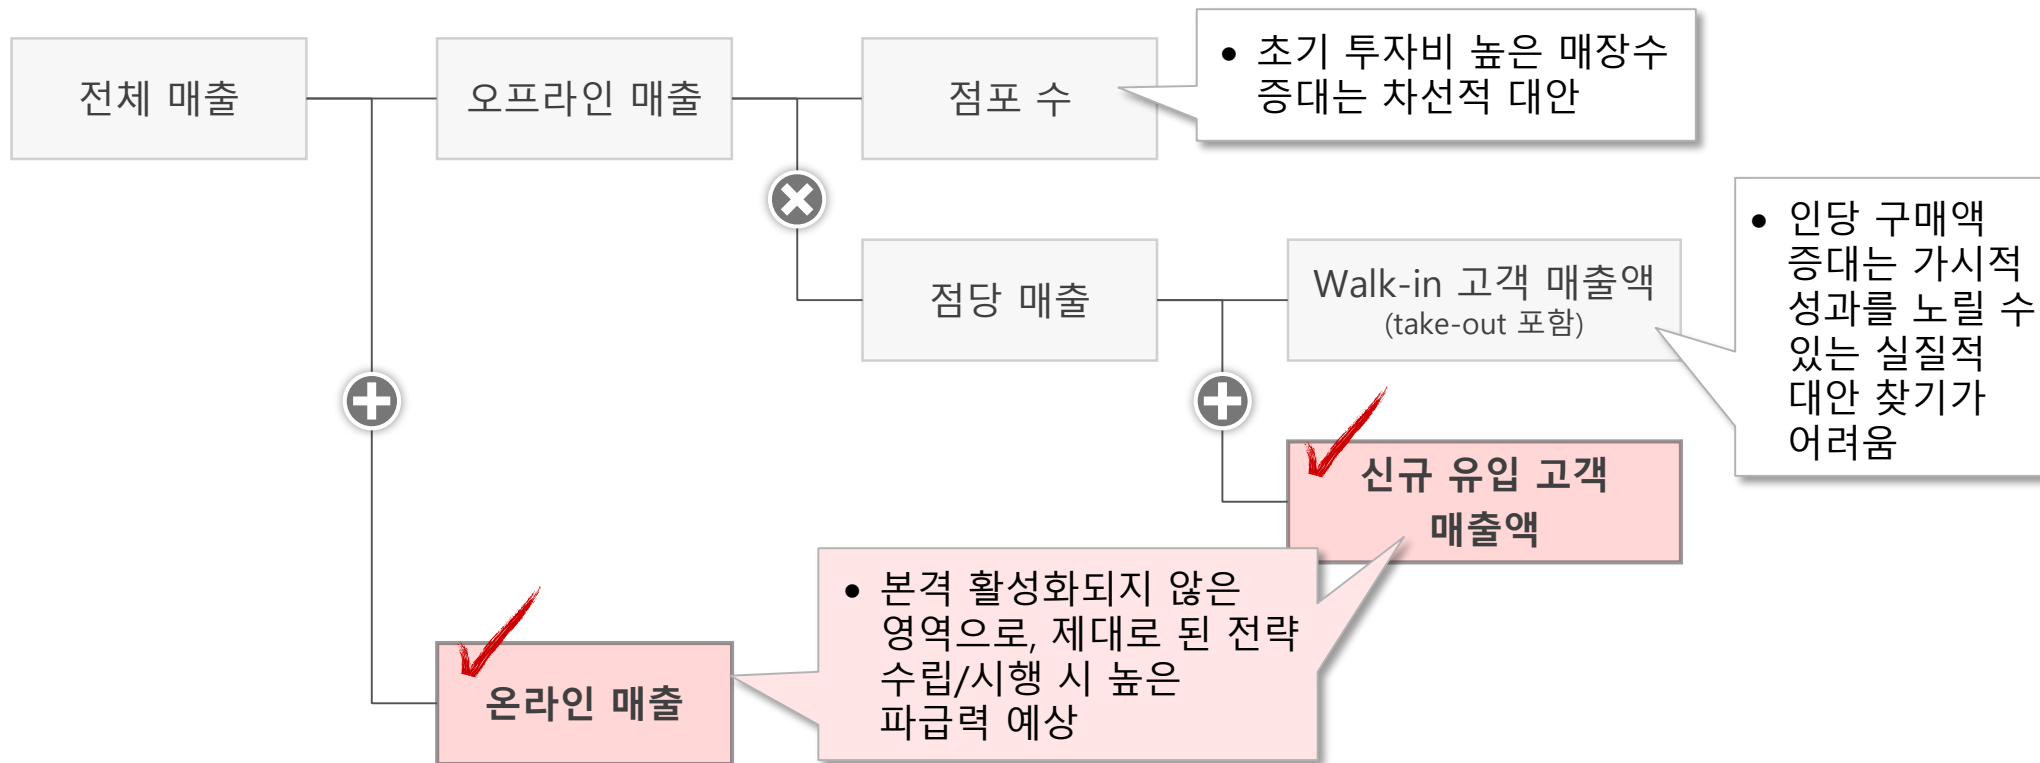 전체 매출
오프라인 매출
점포 수
• 초기 투자비 높은 매장수
증대는 차선적 대안
점당 매출
Walk-in 고객 매출액
(take-out 포함)
• 인당 구매액
증대는 가시적
성과를 노릴 수
있는 실질적
대안 찾기가
어려움
신규 유입 고객
매출액
• 본격 활성화되지 않은
영역으로, 제대로 된 전략
수립/시행 시 높은
파급력 예상
온라인 매출